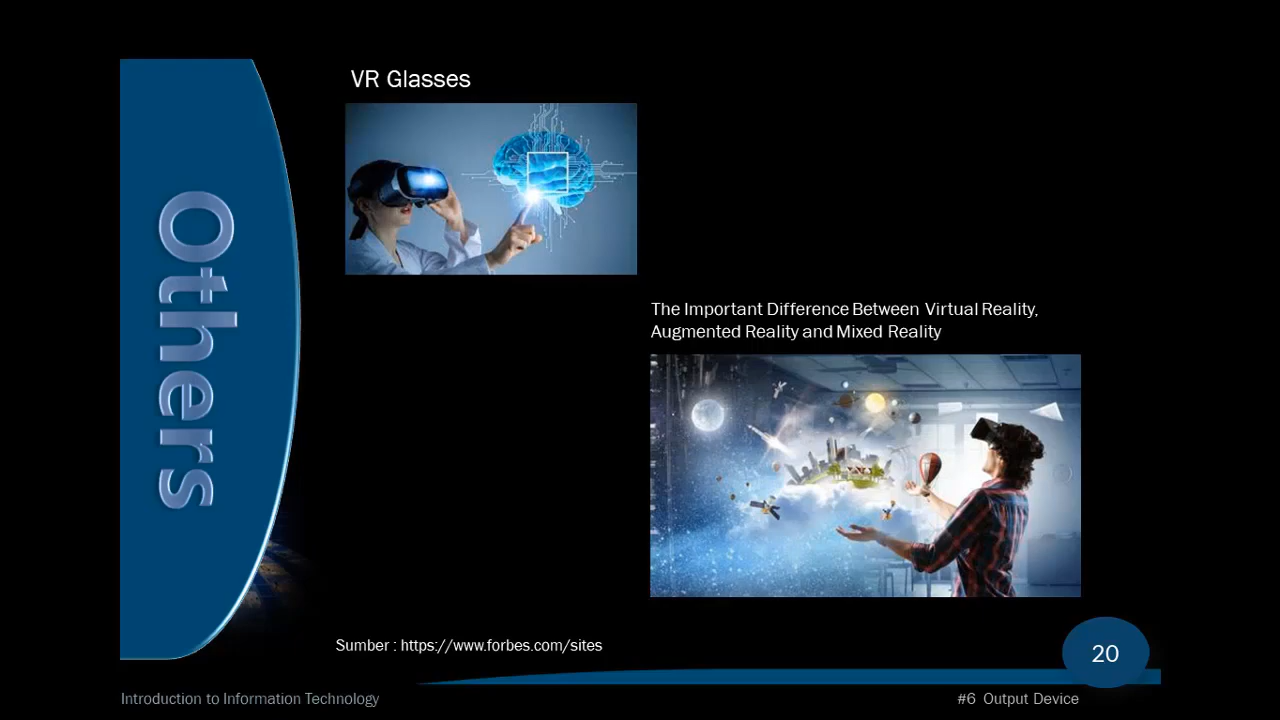 Others
VR Glasses
The Important Difference Between Virtual Reality,
Augmented Reality and Mixed Reality
Sumber : https://www.forbes.com/sites
20
Introduction to Information Technology
#6 Output Device